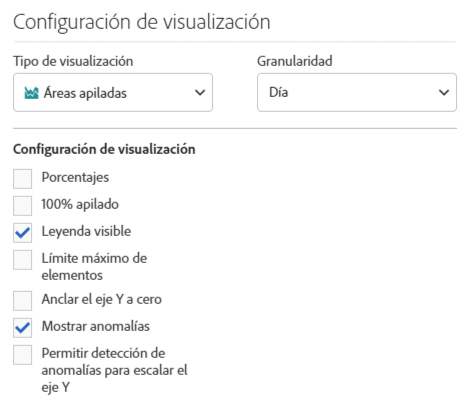 Configuración de visualización
Tipo de visualización
Granularidad
Áreas apiladas
Día
Configuración de visualización
Porcentajes
100% apilado
Leyenda visible
Límite máximo de
elementos
Anclar el eje Y a cero
Mostrar anomalías
Permitir detección de
anomalías para escalar el
eje Y